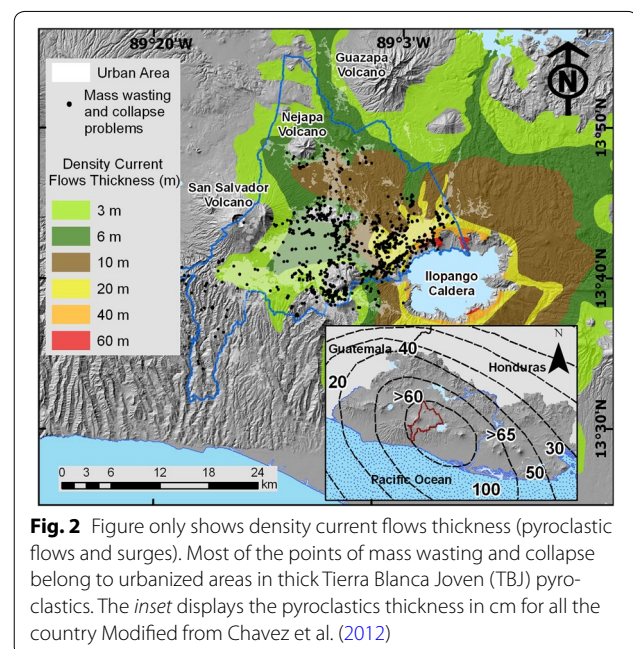 89°20'W
89°3'W
Guazapa
Volcano
N
Urban Area
Mass wasting
and collapse
problems
Nejapa
Volcano
13°50'N
Density Current
Flows Thickness (m)
San Salvador
Volcano
3 m
6 m
10 m
20 m
40 m
60 m
Ilopango
Caldera
13°40'N
Guatemala
40
Honduras
N
20
>60
>65
30
50
100
Pacific Ocean
13°30'N
0 3 6 12 18 24
km
Fig. 2 Figure only shows density current flows thickness (pyroclastic
flows and surges). Most of the points of mass wasting and collapse
belong to urbanized areas in thick Tierra Blanca Joven (TBJ) pyro-
clastics. The inset displays the pyroclastics thickness in cm for all the
country Modified from Chavez et al. (2012)